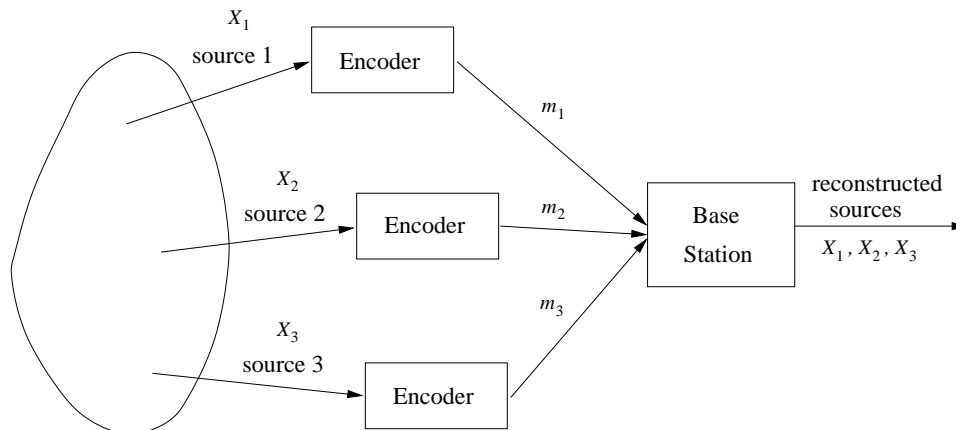 X1
source 1
Encoder
m1
X2
source 2
Encoder
m2
X3
source 3
Encoder
m3
Base
Station
reconstructed
sources
X1 , X2 , X3